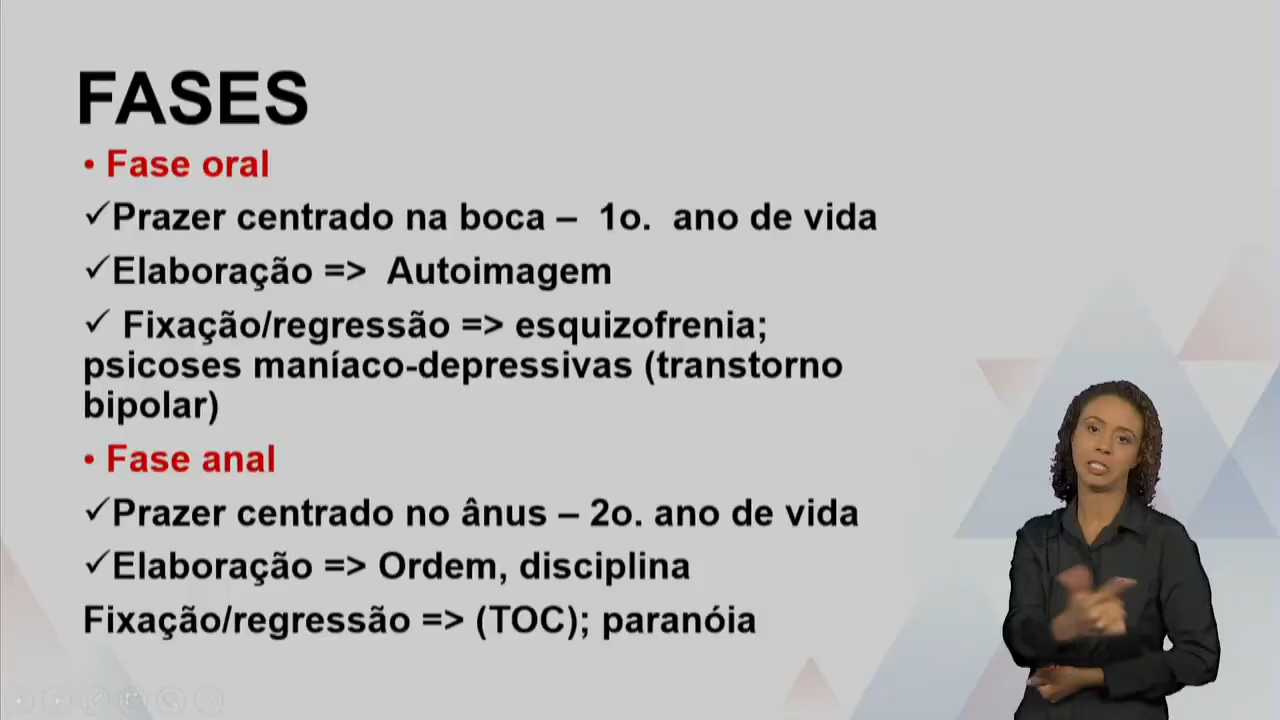 FASES
• Fase oral
✓Prazer centrado na boca – 1o. ano de vida
✓Elaboração => Autoimagem
✓ Fixação/regressão => esquizofrenia;
psicoses maníaco-depressivas (transtorno
bipolar)
• Fase anal
✓Prazer centrado no ânus – 2o. ano de vida
✓Elaboração => Ordem, disciplina
Fixação/regressão => (TOC); paranóia